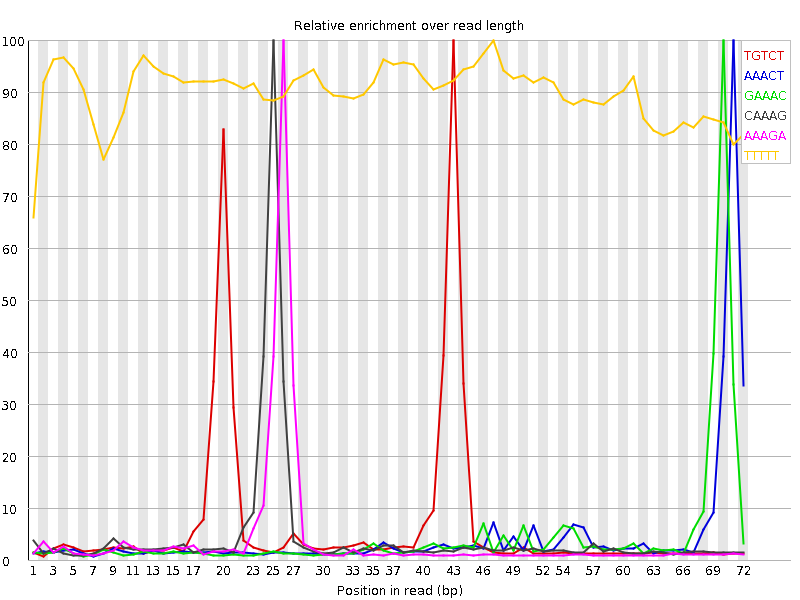 Relative enrichment over read length
100
90
80
70
60
50
40
30
20
10
0
TGTCT
AAACT
GAAAC
CAAAG
AAAGA
TTTTT
1 3 5 7 9 11 13 15 17 20 23 25 27 30 33 35 37 40 43 46 49 52 54 57 60 63 66 69 72
Position in read (bp)